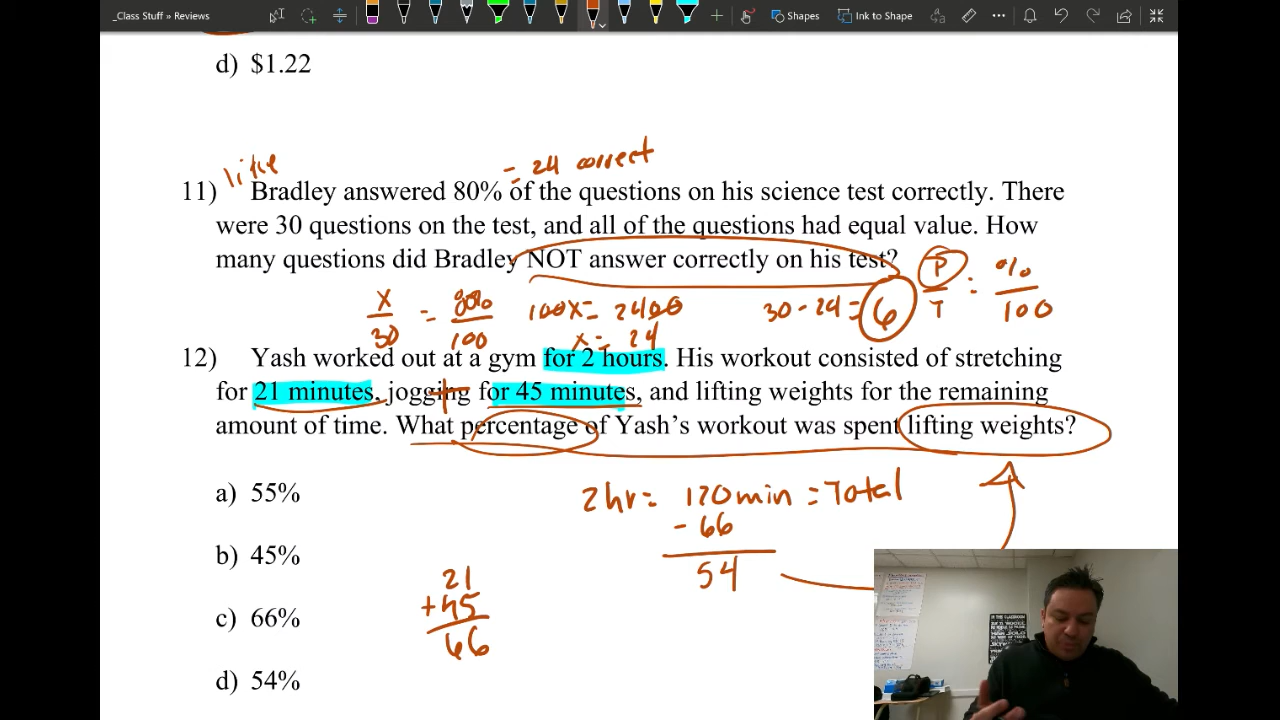 _Class Stuff » Reviews
Shapes
Ink to Shape
d) $1.22
like
= 24 correct
11) Bradley answered 80% of the questions on his science test correctly. There
were 30 questions on the test, and all of the questions had equal value. How
many questions did Bradley NOT answer correctly on his test?
x/30 = 80%/100
100x = 2400
x = 24
30 - 24 = 6
P/T = %/100
12) Yash worked out at a gym for 2 hours. His workout consisted of stretching
for 21 minutes, jogging for 45 minutes, and lifting weights for the remaining
+
amount of time. What percentage of Yash's workout was spent lifting weights?
a) 55%
2hr = 120min = Total
- 66
54
b) 45%
21
+45
66
c) 66%
d) 54%